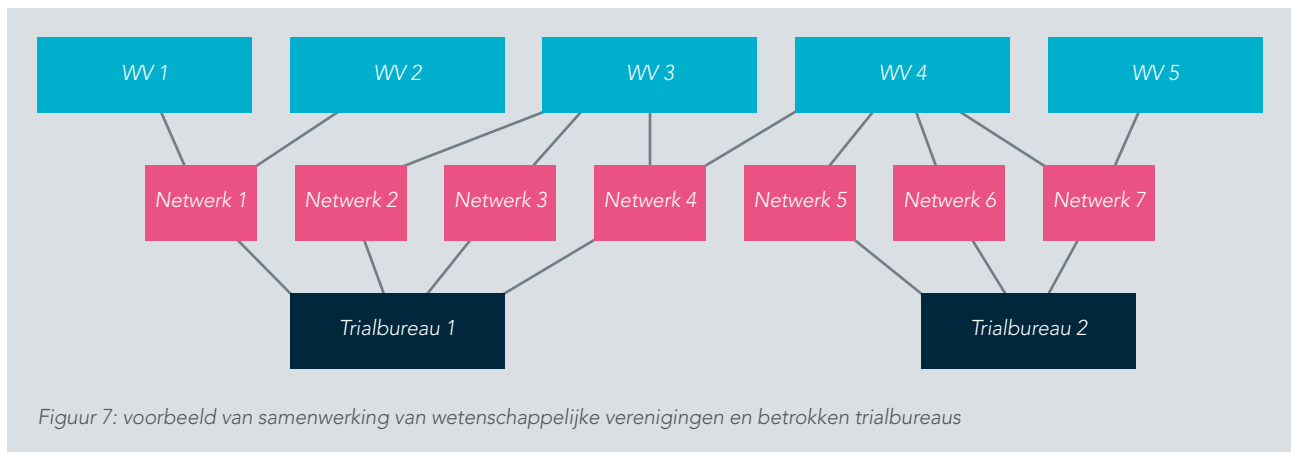 WV 1
WV 2
WV 3
WV 4
WV 5
Netwerk 1
Netwerk 2
Netwerk 3
Netwerk 4
Netwerk 5
Netwerk 6
Netwerk 7
Trialbureau 1
Trialbureau 2
Figuur 7: voorbeeld van samenwerking van wetenschappelijke verenigingen en betrokken trialbureaus